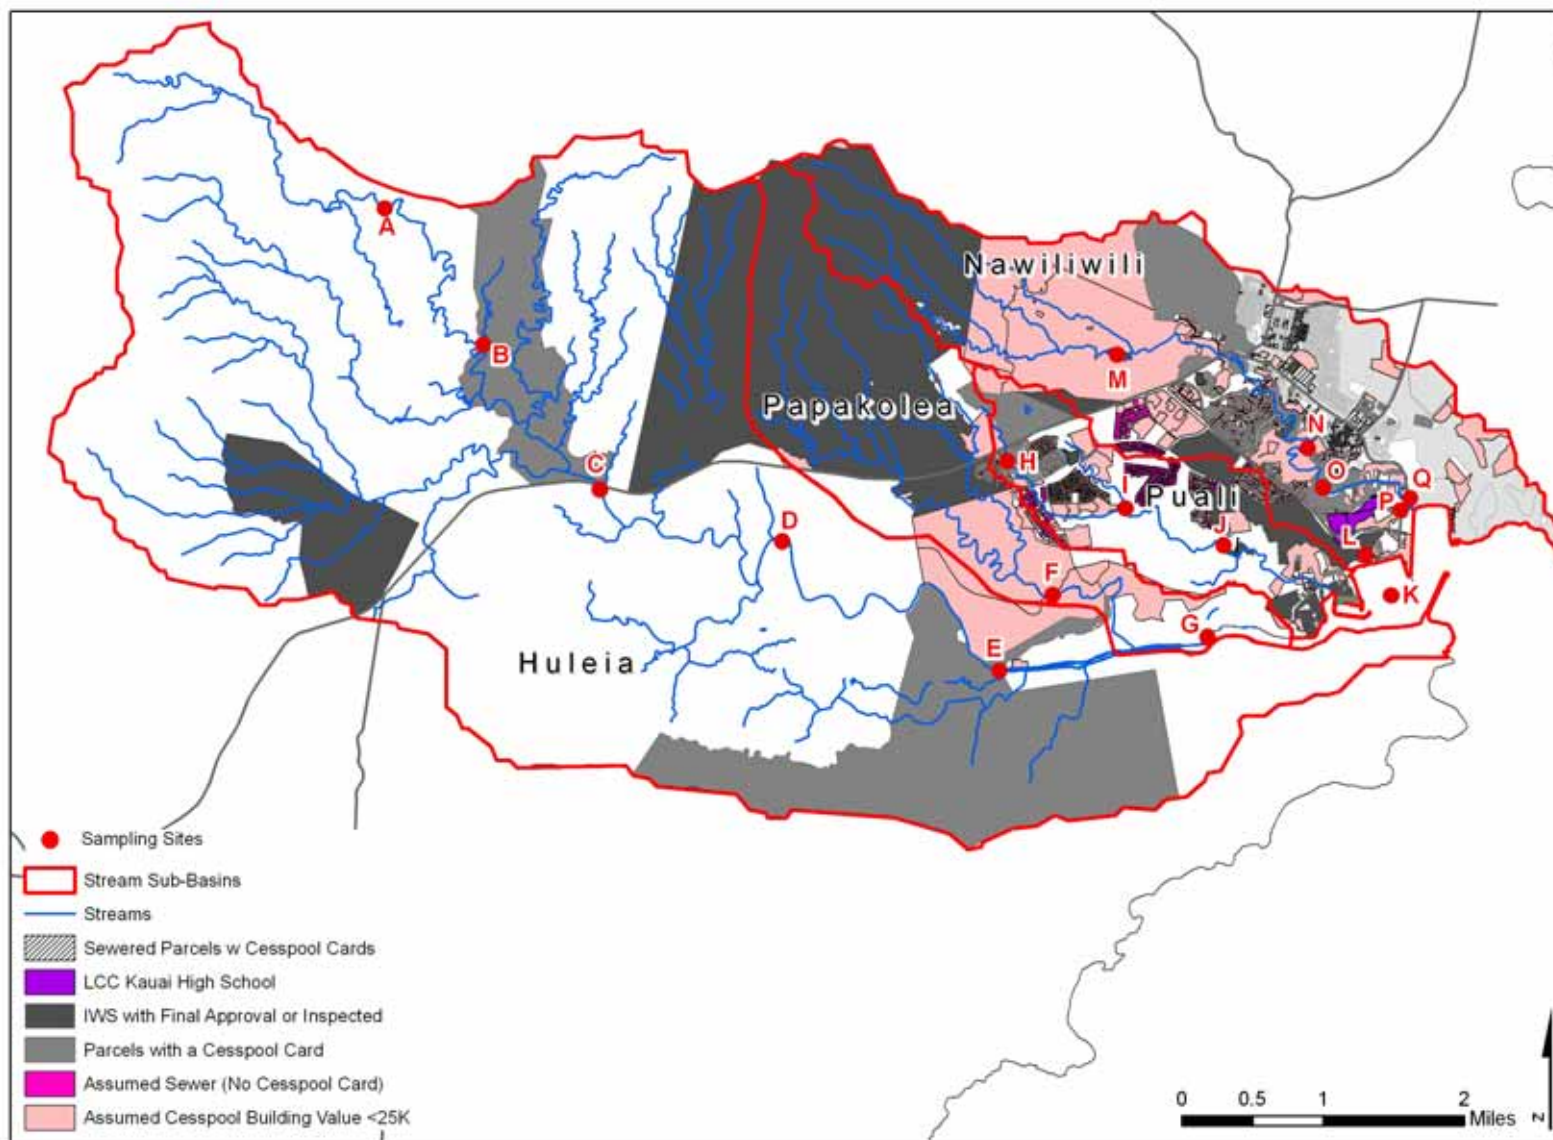 A
B
Nawiliwili
M
Papakolea
N
H
C
O
Q
I
Puali
P
D
J
L
F
K
G
E
Huleia
Sampling Sites
Stream Sub-Basins
Streams
Sewered Parcels w Cesspool Cards
LCC Kauai High School
IWS with Final Approval or Inspected
Parcels with a Cesspool Card
Assumed Sewer (No Cesspool Card)
Assumed Cesspool Building Value <25K
0 0.5 1 2
Miles
N